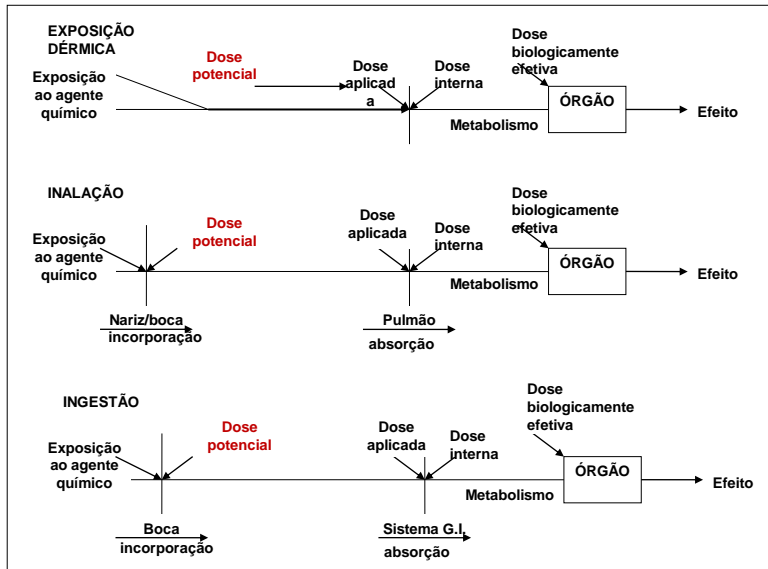 EXPOSIÇÃO
DÉRMICA
Exposição
ao agente
químico
Dose
potencial
Dose
aplicad
a
Dose
interna
Dose
biologicamente
efetiva
Metabolismo
ÓRGÃO
Efeito
INALAÇÃO
Exposição
ao agente
químico
Dose
potencial
Dose
aplicada
Dose
interna
Dose
biologicamente
efetiva
Metabolismo
ÓRGÃO
Efeito
Nariz/boca
incorporação
Pulmão
absorção
INGESTÃO
Exposição
ao agente
químico
Dose
potencial
Dose
aplicada
Dose
interna
Dose
biologicamente
efetiva
Metabolismo
ÓRGÃO
Efeito
Boca
incorporação
Sistema G.I.
absorção